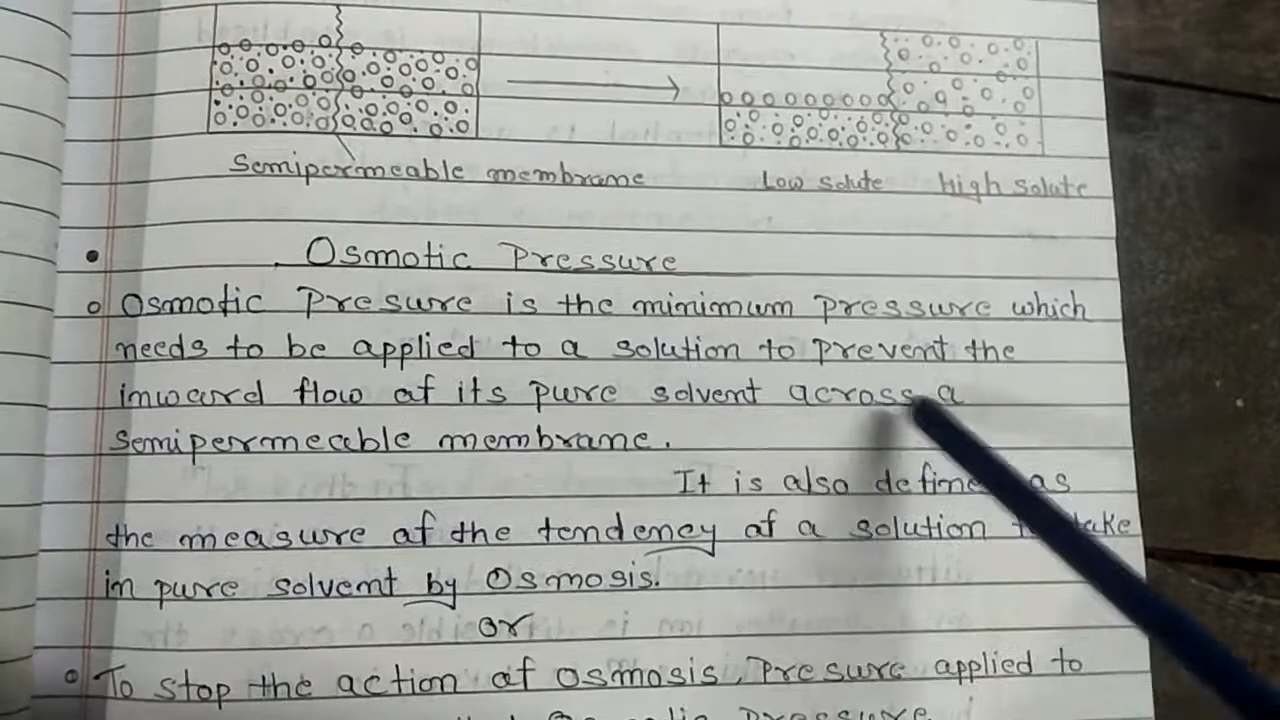 Semipermeable membrane Low solute High solute
Osmotic Pressure
Osmotic Presure is the minimum pressure which
needs to be applied to a solution to prevent the
inward flow of its pure solvent across a
semipermeable membrane.
It is also define as
the measure of the tendency of a solution take
in pure solvent by Osmosis.
or
To stop the action of osmosis, Presure applied to
pressure